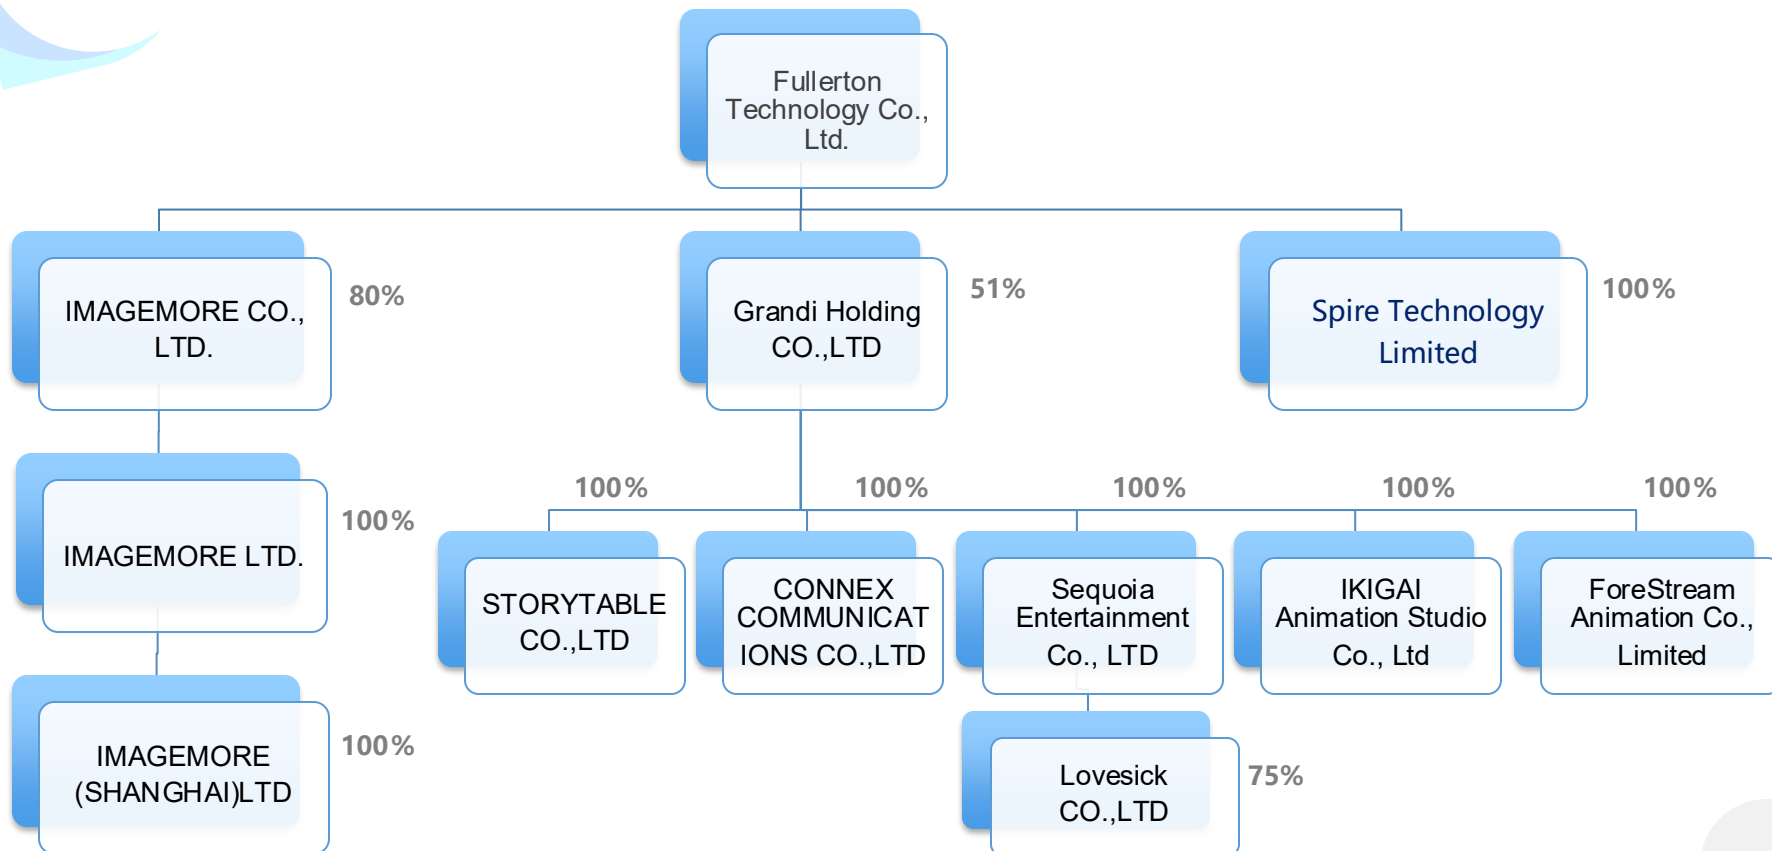 Fullerton
Technology Co.,
Ltd.
IMAGEMORE CO.,
LTD.
80%
Grandi Holding
CO.,LTD
51%
Spire Technology
Limited
100%
IMAGEMORE LTD.
100%
IMAGEMORE
(SHANGHAI)LTD
100%
100%
100%
100%
100%
100%
STORYTABLE
CO.,LTD
CONNEX
COMMUNICAT
IONS CO.,LTD
Sequoia
Entertainment
Co., LTD
IKIGAI
Animation Studio
Co., Ltd
ForeStream
Animation Co.,
Limited
Lovesick
CO.,LTD
75%